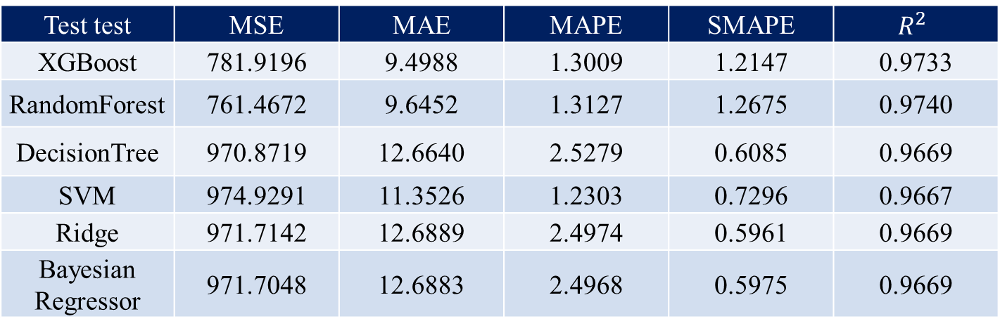 Test test MSE MAE MAPE SMAPE R²
XGBoost 781.9196 9.4988 1.3009 1.2147 0.9733
RandomForest 761.4672 9.6452 1.3127 1.2675 0.9740
DecisionTree 970.8719 12.6640 2.5279 0.6085 0.9669
SVM 974.9291 11.3526 1.2303 0.7296 0.9667
Ridge 971.7142 12.6889 2.4974 0.5961 0.9669
Bayesian
Regressor 971.7048 12.6883 2.4968 0.5975 0.9669